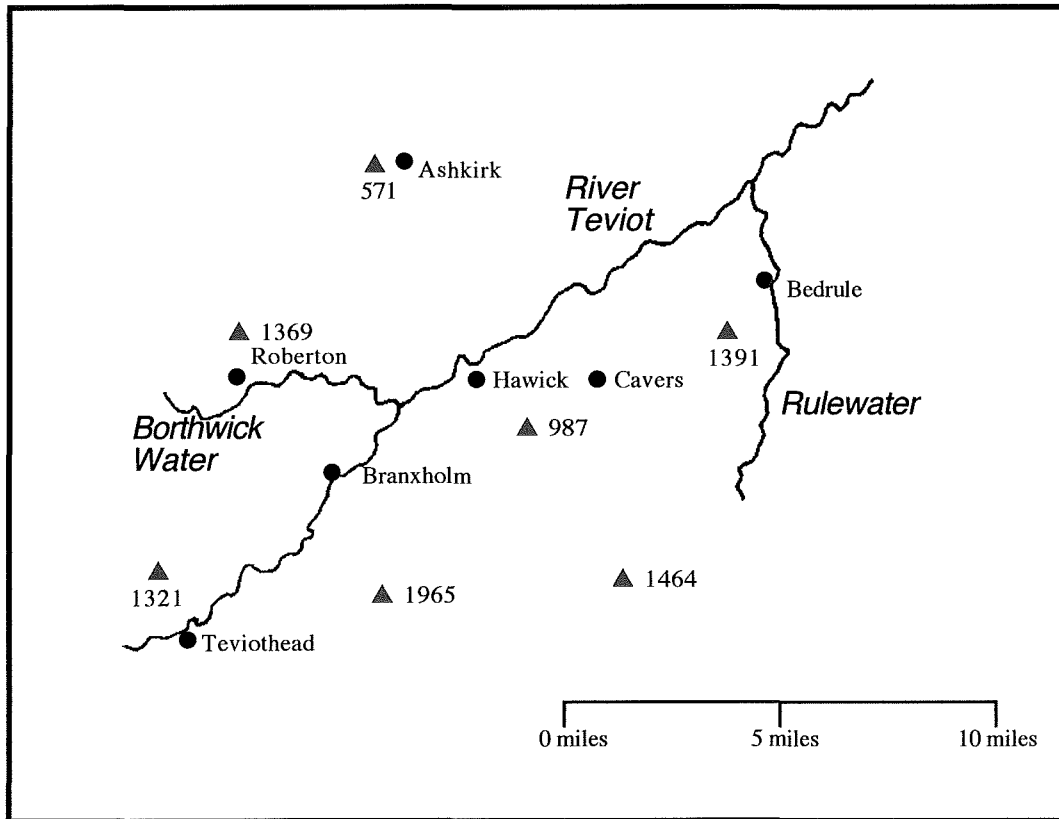 Ashkirk
571
River
Teviot
Bedrule
1369
Roberton
1391
Hawick
Cavers
Rulewater
Borthwick
Water
987
Branxholm
1321
1965
1464
Teviothead
0 miles
5 miles
10 miles